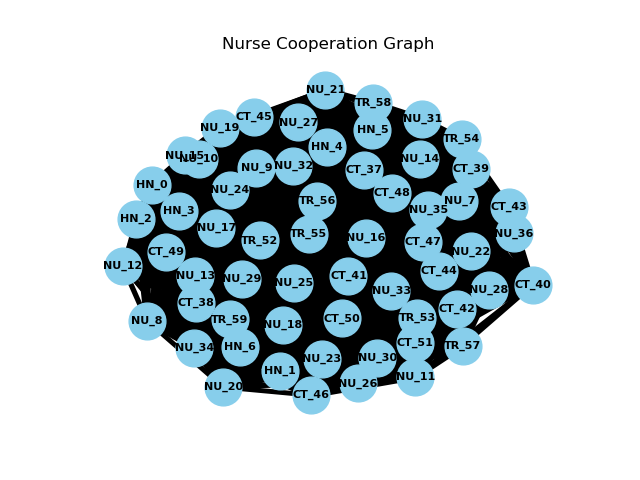 Nurse Cooperation Graph
NU_21
TR_58
CT_45
NU_31
NU_27
NU_19
HN_5
TR_54
HN_4
NU_15
NU_10
NU_14
NU_32
NU_9
CT_37
CT_39
HN_0
NU_24
CT_48
TR_56
NU_7
CT_43
HN_3
NU_35
HN_2
NU_17
TR_55
NU_36
NU_16
TR_52
CT_47
CT_49
NU_22
NU_12
CT_44
NU_13
CT_41
NU_29
NU_25
CT_40
NU_33
NU_28
CT_38
CT_42
TR_59
CT_50
TR_53
NU_8
NU_18
CT_51
TR_57
NU_34
HN_6
NU_23
NU_30
HN_1
NU_11
NU_26
NU_20
CT_46